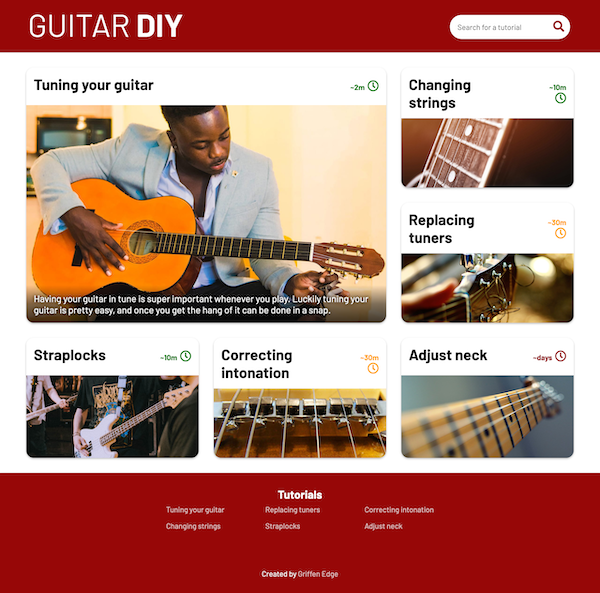 GUITAR DIY
Search for a tutorial
Tuning your guitar
~2m
Having your guitar in tune is super important whenever you play. Luckily tuning your
guitar is pretty easy, and once you get the hang of it can be done in a snap.
Changing
strings
~10m
Replacing
tuners
~30m
Straplocks
~10m
Correcting
intonation
~30m
Adjust neck
~days
Tutorials
Tuning your guitar
Replacing tuners
Correcting intonation
Changing strings
Straplocks
Adjust neck
Created by Griffen Edge